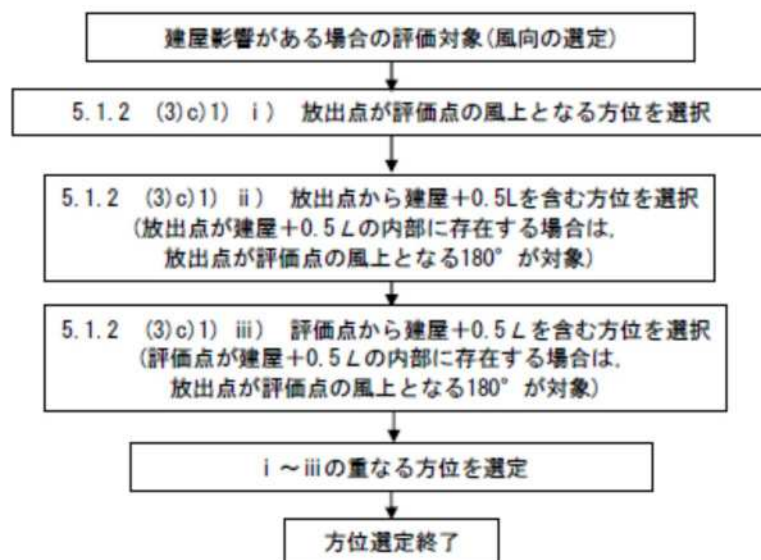 建屋影響がある場合の評価対象(風向の選定)
5.1.2 (3)c)1) ⅰ) 放出点が評価点の風上となる方位を選択
5.1.2 (3)c)1) ⅱ) 放出点から建屋＋0.5Lを含む方位を選択
(放出点が建屋＋0.5Lの内部に存在する場合は,
放出点が評価点の風上となる180°が対象)
5.1.2 (3)c)1) ⅲ) 評価点から建屋＋0.5Lを含む方位を選択
(評価点が建屋＋0.5Lの内部に存在する場合は,
放出点が評価点の風上となる180°が対象)
ⅰ～ⅲの重なる方位を選定
方位選定終了